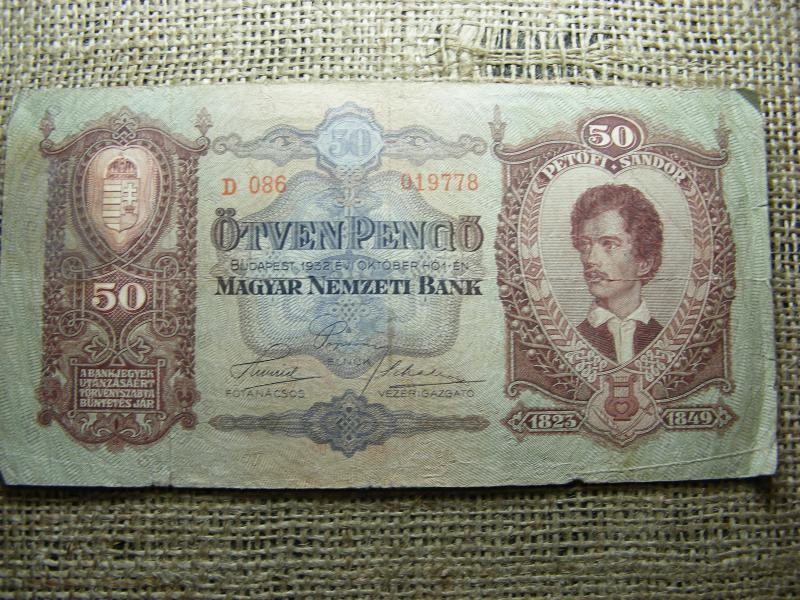 50
50
PETŐFI · SÁNDOR
D 086 019778
ÖTVEN PENGŐ
BUDAPEST, 1932. ÉVI OKTÓBER HÓ 1-ÉN
MAGYAR NEMZETI BANK
50
ELNÖK
FŐTANÁCSOS VEZÉRIGAZGATÓ
A BANKJEGYEK
UTÁNZÁSÁÉRT
TÖRVÉNYSZABTA
BÜNTETÉS JÁR
1823 1849